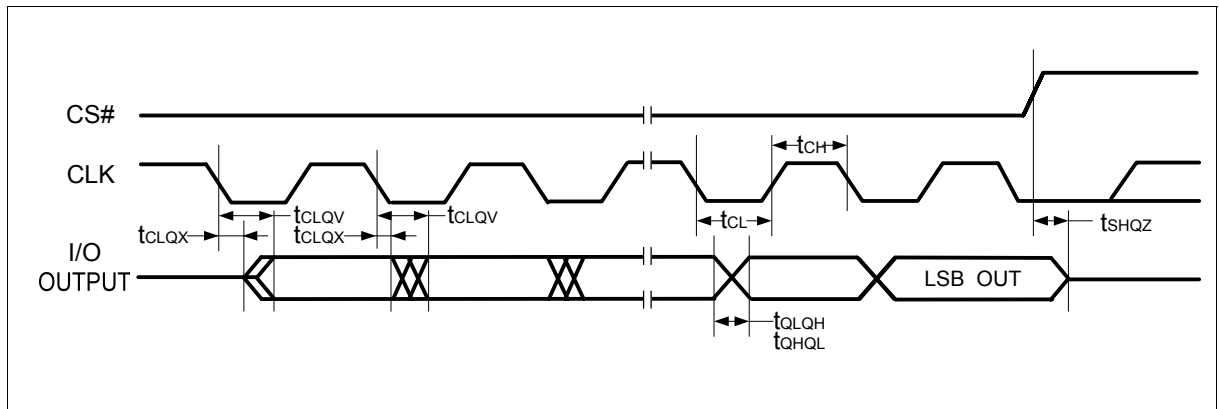 CS#
CLK
tCH
tCLQV
tCLQV
tCL
tCLQX
tCLQX
tSHQZ
I/O
OUTPUT
LSB OUT
tQLQH
tQHQL